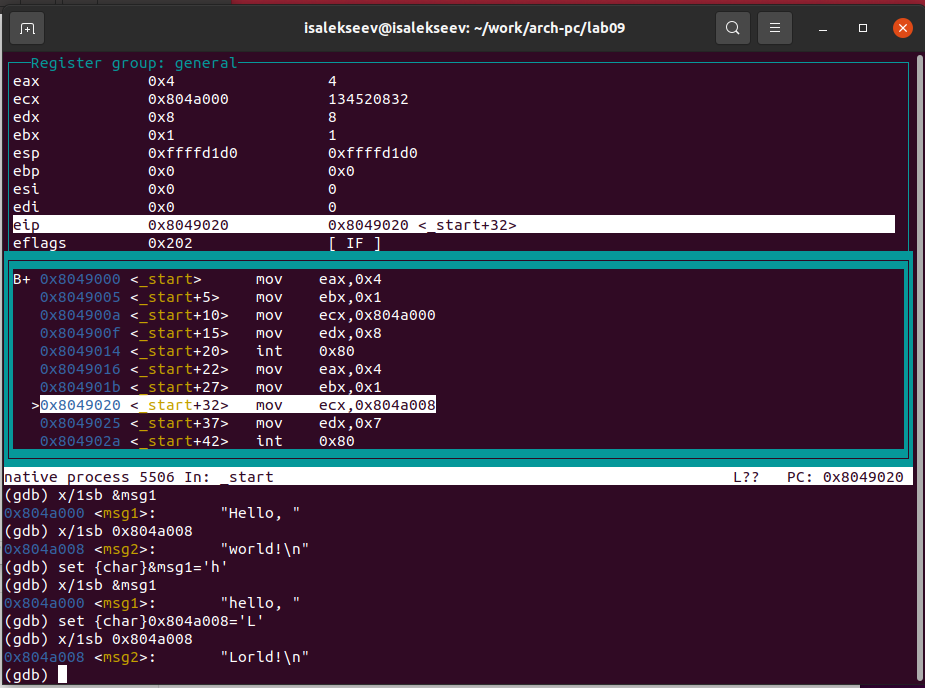 isalekseev@isalekseev: ~/work/arch-pc/lab09
Register group: general
eax 0x4 4
ecx 0x804a000 134520832
edx 0x8 8
ebx 0x1 1
esp 0xffffd1d0 0xffffd1d0
ebp 0x0 0x0
esi 0x0 0
edi 0x0 0
eip 0x8049020 0x8049020 <_start+32>
eflags 0x202 [ IF ]
B+ 0x8049000 <_start> mov eax,0x4
0x8049005 <_start+5> mov ebx,0x1
0x804900a <_start+10> mov ecx,0x804a000
0x804900f <_start+15> mov edx,0x8
0x8049014 <_start+20> int 0x80
0x8049016 <_start+22> mov eax,0x4
0x804901b <_start+27> mov ebx,0x1
>0x8049020 <_start+32> mov ecx,0x804a008
0x8049025 <_start+37> mov edx,0x7
0x804902a <_start+42> int 0x80
native process 5506 In: _start L?? PC: 0x8049020
(gdb) x/1sb &msg1
0x804a000 <msg1>: "Hello, "
(gdb) x/1sb 0x804a008
0x804a008 <msg2>: "world!\n"
(gdb) set {char}&msg1='h'
(gdb) x/1sb &msg1
0x804a000 <msg1>: "hello, "
(gdb) set {char}0x804a008='L'
(gdb) x/1sb 0x804a008
0x804a008 <msg2>: "Lorld!\n"
(gdb)